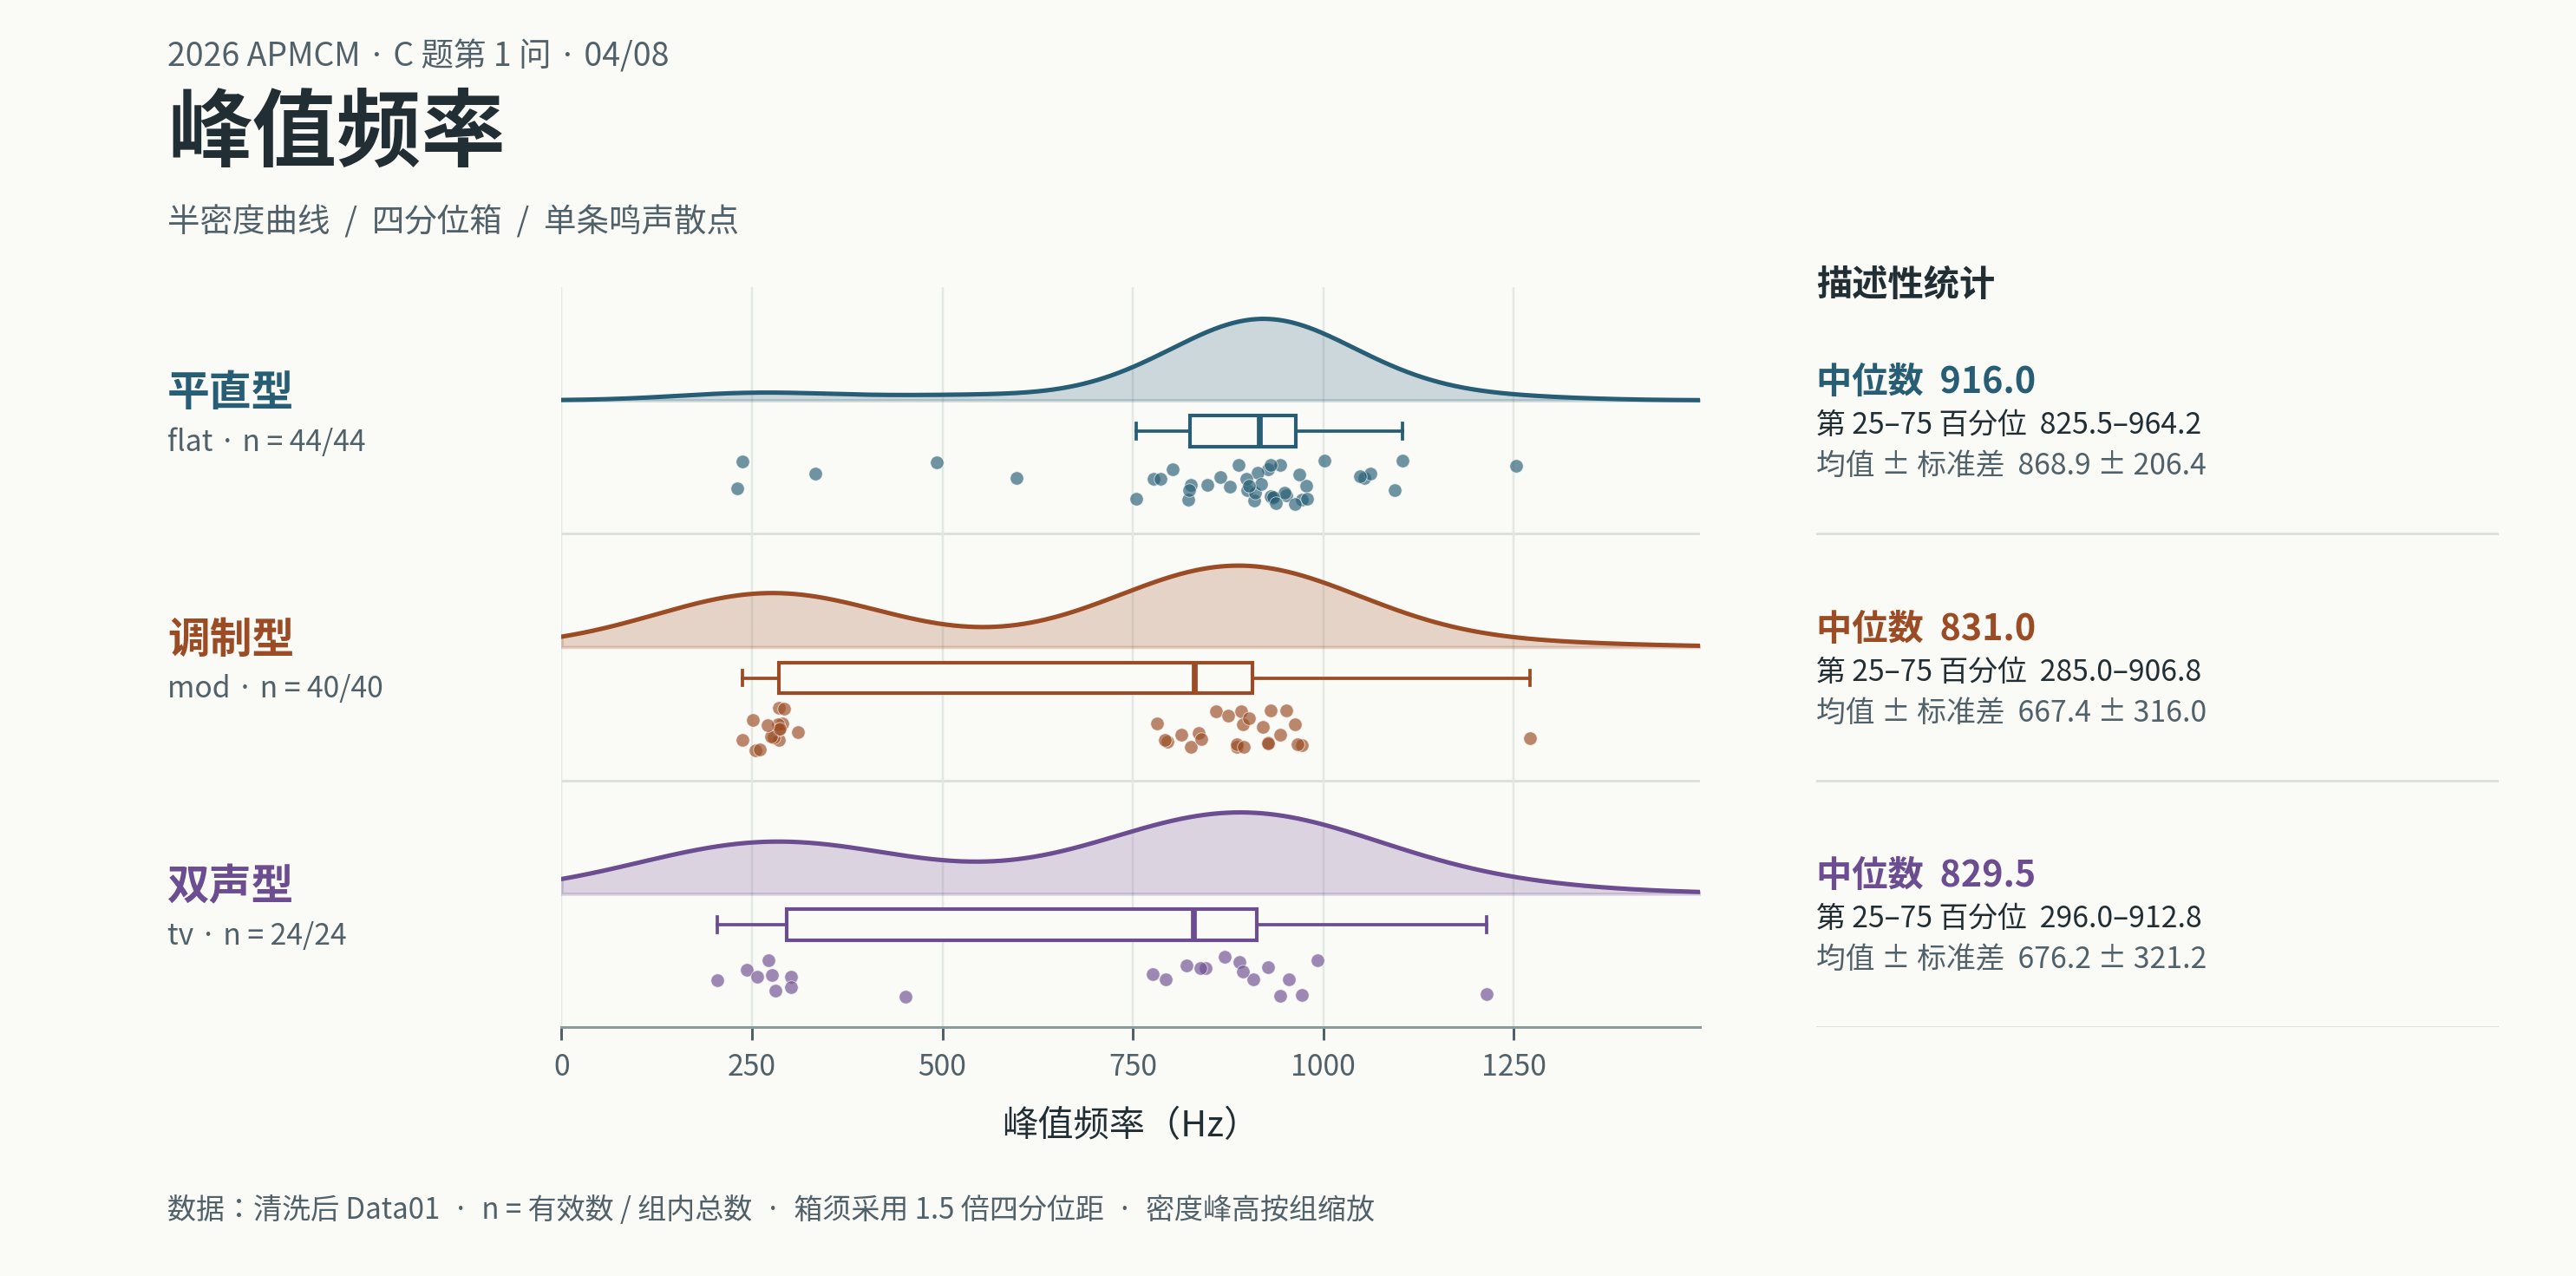 2026 APMCM · C 题第 1 问 · 04/08
峰值频率
半密度曲线 / 四分位箱 / 单条鸣声散点
描述性统计
平直型
flat · n = 44/44
中位数 916.0
第 25–75 百分位 825.5–964.2
均值 ± 标准差 868.9 ± 206.4
调制型
mod · n = 40/40
中位数 831.0
第 25–75 百分位 285.0–906.8
均值 ± 标准差 667.4 ± 316.0
双声型
tv · n = 24/24
中位数 829.5
第 25–75 百分位 296.0–912.8
均值 ± 标准差 676.2 ± 321.2
0 250 500 750 1000 1250
峰值频率（Hz）
数据：清洗后 Data01 · n = 有效数 / 组内总数 · 箱须采用 1.5 倍四分位距 · 密度峰高按组缩放